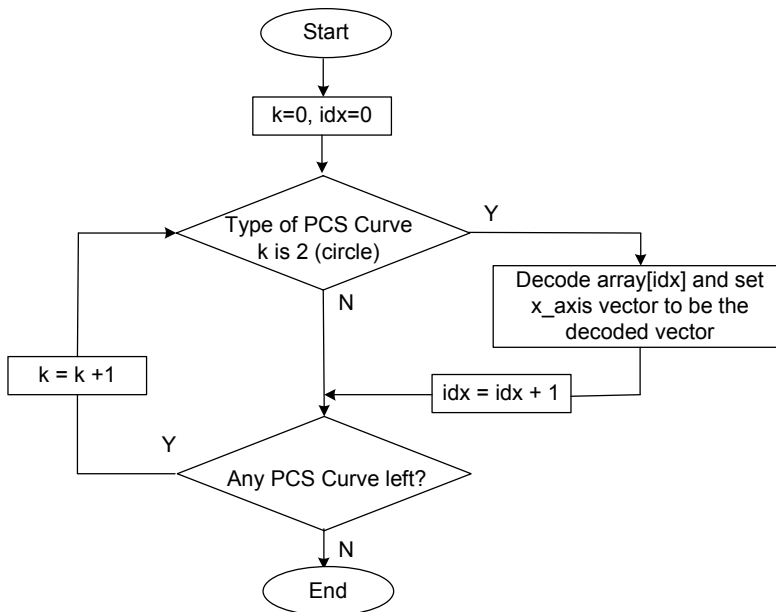 Start
k=0, idx=0
Type of PCS Curve
k is 2 (circle)
Y
N
Decode array[idx] and set
x_axis vector to be the
decoded vector
k = k +1
idx = idx + 1
Y
Any PCS Curve left?
N
End